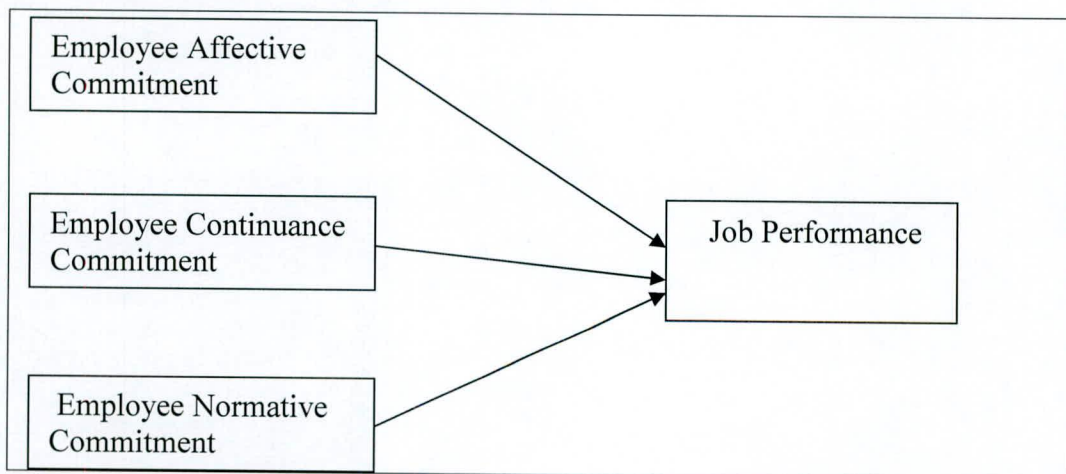 Employee Affective
Commitment
Employee Continuance
Commitment
Job Performance
Employee Normative
Commitment